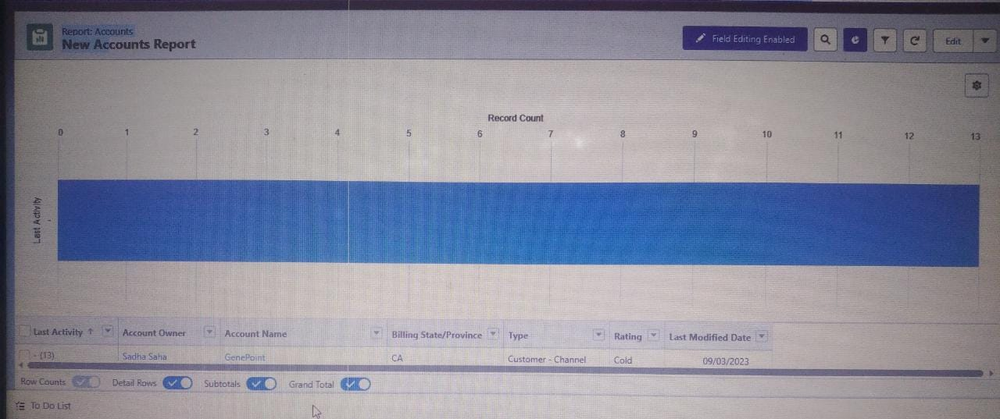 Report: Accounts
New Accounts Report
Field Editing Enabled
Edit
Record Count
0 1 2 3 4 5 6 7 8 9 10 11 12 13
Last Activity
-
Last Activity ↑ Account Owner Account Name Billing State/Province Type Rating Last Modified Date
- (13) Sadha Saha GenePoint CA Customer - Channel Cold 09/03/2023
Row Counts Detail Rows Subtotals Grand Total
To Do List